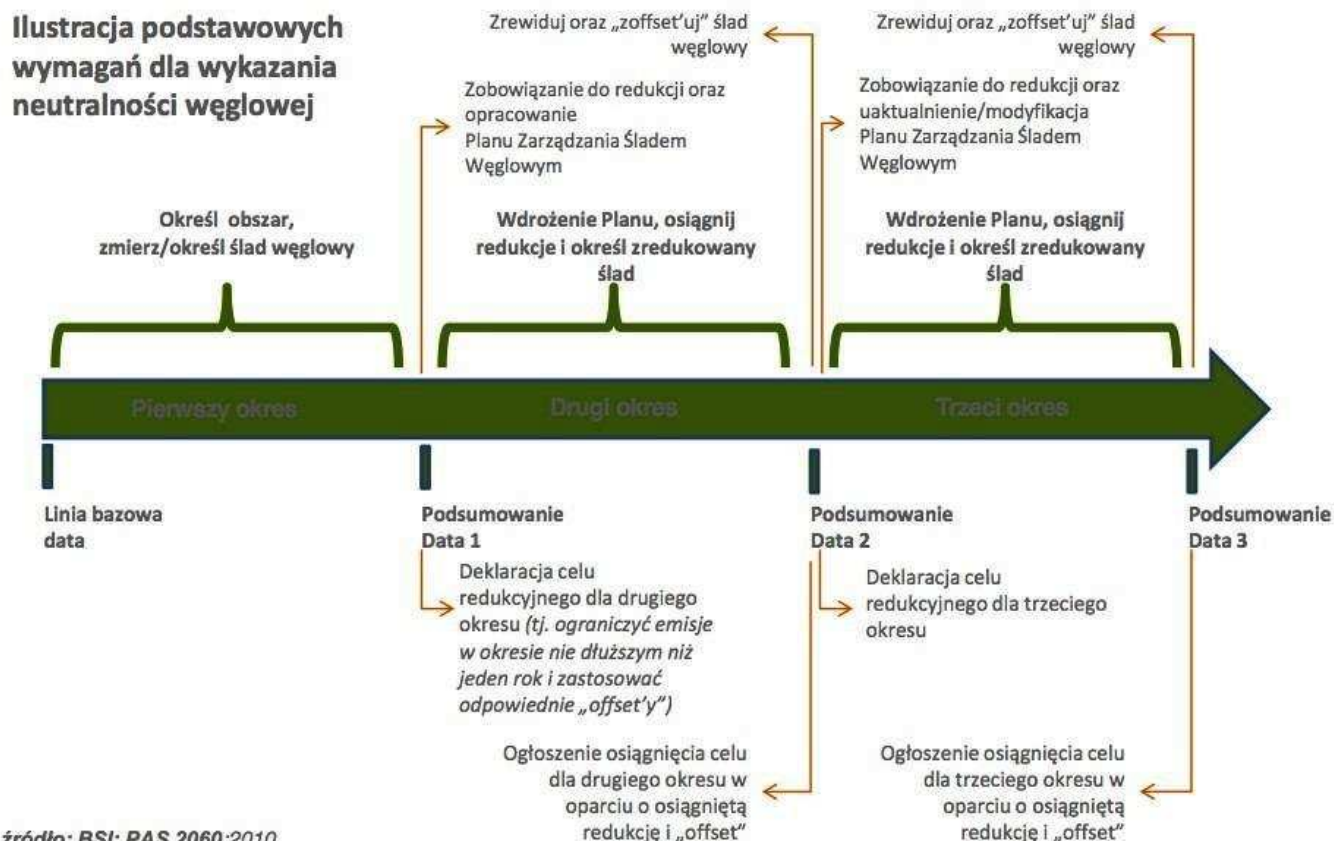 Ilustracja podstawowych
wymagań dla wykazania
neutralności węglowej
Zrewiduj oraz „zoffset'uj" ślad
węglowy
Zrewiduj oraz „zoffset'uj" ślad
węglowy
Zobowiązanie do redukcji oraz
opracowanie
Planu Zarządzania Śladem
Węglowym
Zobowiązanie do redukcji oraz
uaktualnienie/modyfikacja
Planu Zarządzania Śladem
Węglowym
Określ obszar,
zmierz/określ ślad węglowy
Wdrożenie Planu, osiągnij
redukcje i określ zredukowany
ślad
Wdrożenie Planu, osiągnij
redukcje i określ zredukowany
ślad
Pierwszy okres
Drugi okres
Trzeci okres
Linia bazowa
data
Podsumowanie
Data 1
Podsumowanie
Data 2
Podsumowanie
Data 3
Deklaracja celu
redukcyjnego dla drugiego
okresu (tj. ograniczyć emisje
w okresie nie dłuższym niż
jeden rok i zastosować
odpowiednie „offset'y")
Deklaracja celu
redukcyjnego dla trzeciego
okresu
Ogłoszenie osiągnięcia celu
dla drugiego okresu w
oparciu o osiągniętą
redukcję i „offset"
Ogłoszenie osiągnięcia celu
dla trzeciego okresu w
oparciu o osiągniętą
redukcję i „offset"
źródło: BSI: PAS 2060:2010